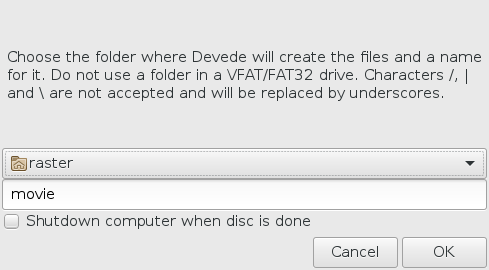 Choose the folder where Devede will create the files and a name
for it. Do not use a folder in a VFAT/FAT32 drive. Characters /, |
and \ are not accepted and will be replaced by underscores.
raster
movie
Shutdown computer when disc is done
Cancel OK